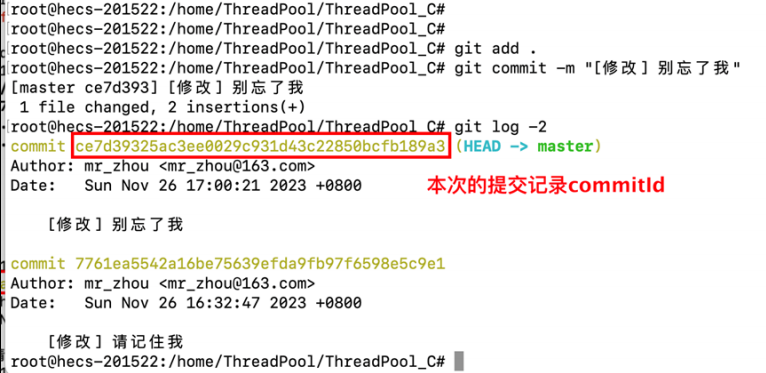 root@hecs-201522:/home/ThreadPool/ThreadPool_C#
root@hecs-201522:/home/ThreadPool/ThreadPool_C#
root@hecs-201522:/home/ThreadPool/ThreadPool_C# git add .
root@hecs-201522:/home/ThreadPool/ThreadPool_C# git commit -m "[修改] 别忘了我"
[master ce7d393] [修改] 别忘了我
 1 file changed, 2 insertions(+)
root@hecs-201522:/home/ThreadPool/ThreadPool_C# git log -2
commit ce7d39325ac3ee0029c931d43c22850bcfb189a3 (HEAD -> master)
Author: mr_zhou <mr_zhou@163.com>
Date:   Sun Nov 26 17:00:21 2023 +0800
本次的提交记录commitId
    [修改] 别忘了我
commit 7761ea5542a16be75639efda9fb97f6598e5c9e1
Author: mr_zhou <mr_zhou@163.com>
Date:   Sun Nov 26 16:32:47 2023 +0800
    [修改] 请记住我
root@hecs-201522:/home/ThreadPool/ThreadPool_C#